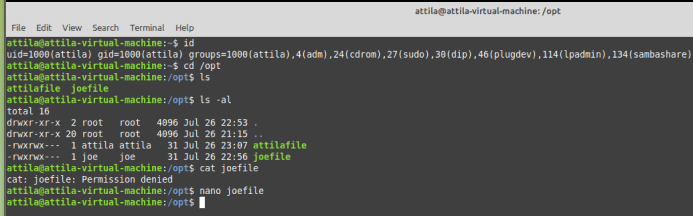 attila@attila-virtual-machine: /opt
File Edit View Search Terminal Help
attila@attila-virtual-machine:~$ id
uid=1000(attila) gid=1000(attila) groups=1000(attila),4(adm),24(cdrom),27(sudo),30(dip),46(plugdev),114(lpadmin),134(sambashare)
attila@attila-virtual-machine:~$ cd /opt
attila@attila-virtual-machine:/opt$ ls
attilafile joefile
attila@attila-virtual-machine:/opt$ ls -al
total 16
drwxr-xr-x 2 root root 4096 Jul 26 22:53 .
drwxr-xr-x 20 root root 4096 Jul 26 21:15 ..
-rwxrwx--- 1 attila attila 31 Jul 26 23:07 attilafile
-rwxrwx--- 1 joe joe 31 Jul 26 22:56 joefile
attila@attila-virtual-machine:/opt$ cat joefile
cat: joefile: Permission denied
attila@attila-virtual-machine:/opt$ nano joefile
attila@attila-virtual-machine:/opt$